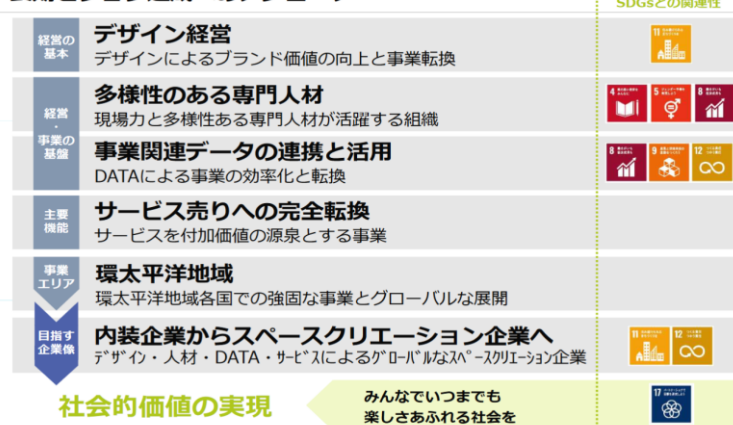 SDGsとの関連性
経営の
基本
デザイン経営
デザインによるブランド価値の向上と事業転換
11
経営
・
事業の
基盤
多様性のある専門人材
現場力と多様性ある専門人材が活躍する組織
4
5
8
事業関連データの連携と活用
DATAによる事業の効率化と転換
8
9
12
主要
機能
サービス売りへの完全転換
サービスを付加価値の源泉とする事業
事業
エリア
環太平洋地域
環太平洋地域各国での強固な事業とグローバルな展開
目指す
企業像
内装企業からスペースクリエーション企業へ
ﾃﾞｻﾞｲﾝ・人材・DATA・ｻｰﾋﾞｽによるｸﾞﾛｰﾊﾞﾙなｽﾍﾟｰｽｸﾘｴｰｼｮﾝ企業
11
12
社会的価値の実現
みんなでいつまでも
楽しさあふれる社会を
17